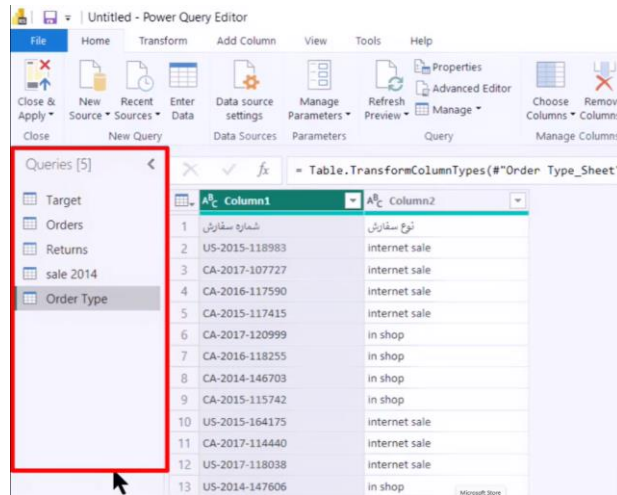 Untitled - Power Query Editor
File Home Transform Add Column View Tools Help
Close & Apply
New Source
Recent Sources
Enter Data
Data source settings
Manage Parameters
Refresh Preview
Properties
Advanced Editor
Manage
Choose Columns
Remov
Column
Close New Query Data Sources Parameters Query Manage Columns
Queries [5]
fx = Table.TransformColumnTypes(#"Order Type_Sheet"
Target
Orders
Returns
sale 2014
Order Type
ABC Column1 ABC Column2
1 شماره سفارش نوع سفارش
2 US-2015-118983 internet sale
3 CA-2017-107727 internet sale
4 CA-2016-117590 internet sale
5 CA-2015-117415 internet sale
6 CA-2017-120999 in shop
7 CA-2016-118255 in shop
8 CA-2014-146703 in shop
9 CA-2015-115742 in shop
10 US-2015-164175 internet sale
11 CA-2017-114440 internet sale
12 US-2017-118038 internet sale
13 US-2014-147606 in shop
Microsoft Store